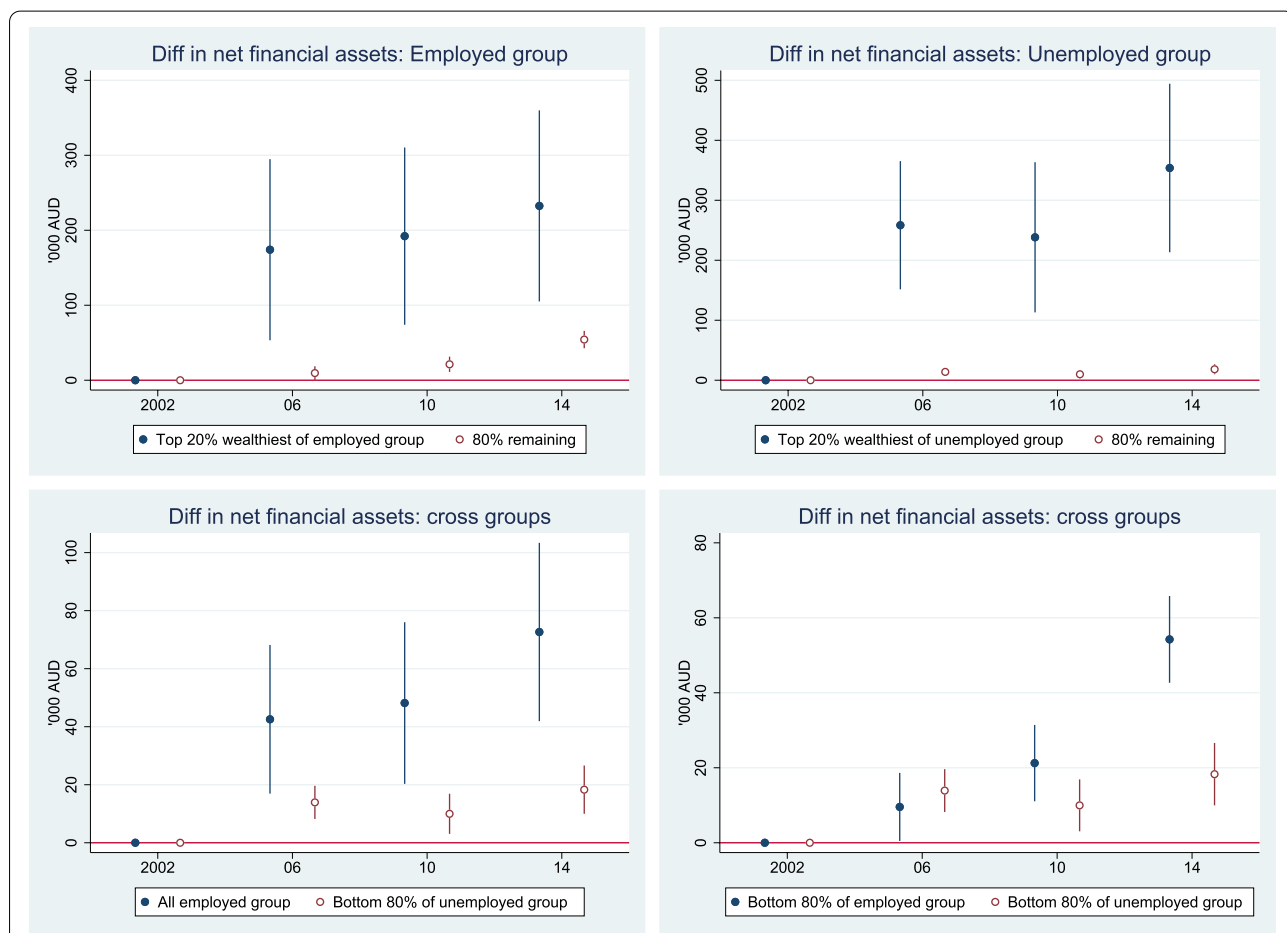 Diff in net financial assets: Employed group
400
300
200
100
0
'000 AUD
2002 06 10 14
Top 20% wealthiest of employed group 80% remaining
Diff in net financial assets: Unemployed group
500
400
300
200
100
0
'000 AUD
2002 06 10 14
Top 20% wealthiest of unemployed group 80% remaining
Diff in net financial assets: cross groups
100
80
60
40
20
0
'000 AUD
2002 06 10 14
All employed group Bottom 80% of unemployed group
Diff in net financial assets: cross groups
80
60
40
20
0
'000 AUD
2002 06 10 14
Bottom 80% of employed group Bottom 80% of unemployed group